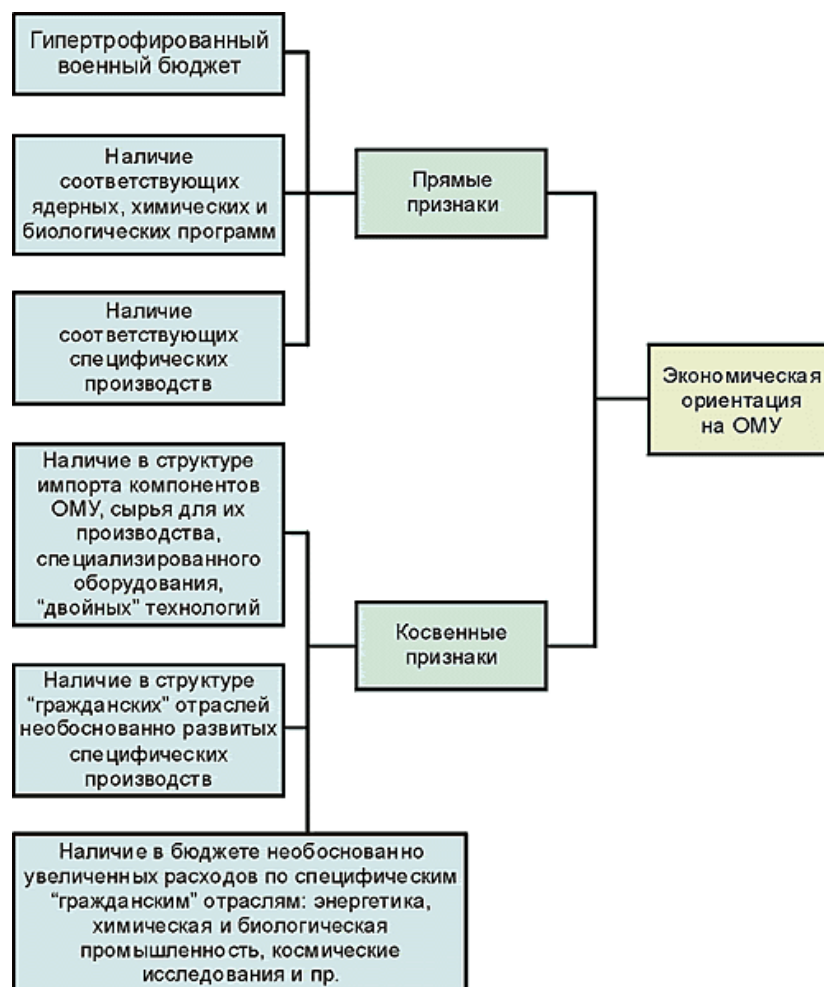 Гипертрофированный
военный бюджет
Наличие
соответствующих
ядерных, химических и
биологических программ
Наличие
соответствующих
специфических
производств
Прямые
признаки
Экономическая
ориентация
на ОМУ
Наличие в структуре
импорта компонентов
ОМУ, сырья для их
производства,
специализированного
оборудования,
“двойных” технологий
Косвенные
признаки
Наличие в структуре
“гражданских” отраслей
необоснованно развитых
специфических
производств
Наличие в бюджете необоснованно
увеличенных расходов по специфическим
“гражданским” отраслям: энергетика,
химическая и биологическая
промышленность, космические
исследования и пр.